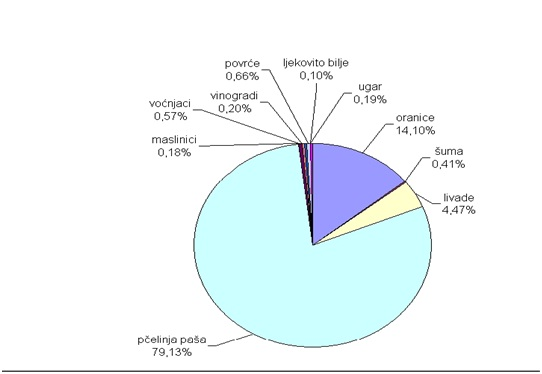 povrće
0,66%
ljekovito bilje
0,10%
ugar
0,19%
vinogradi
0,20%
voćnjaci
0,57%
oranice
14,10%
maslinici
0,18%
šuma
0,41%
livade
4,47%
pčelinja paša
79,13%